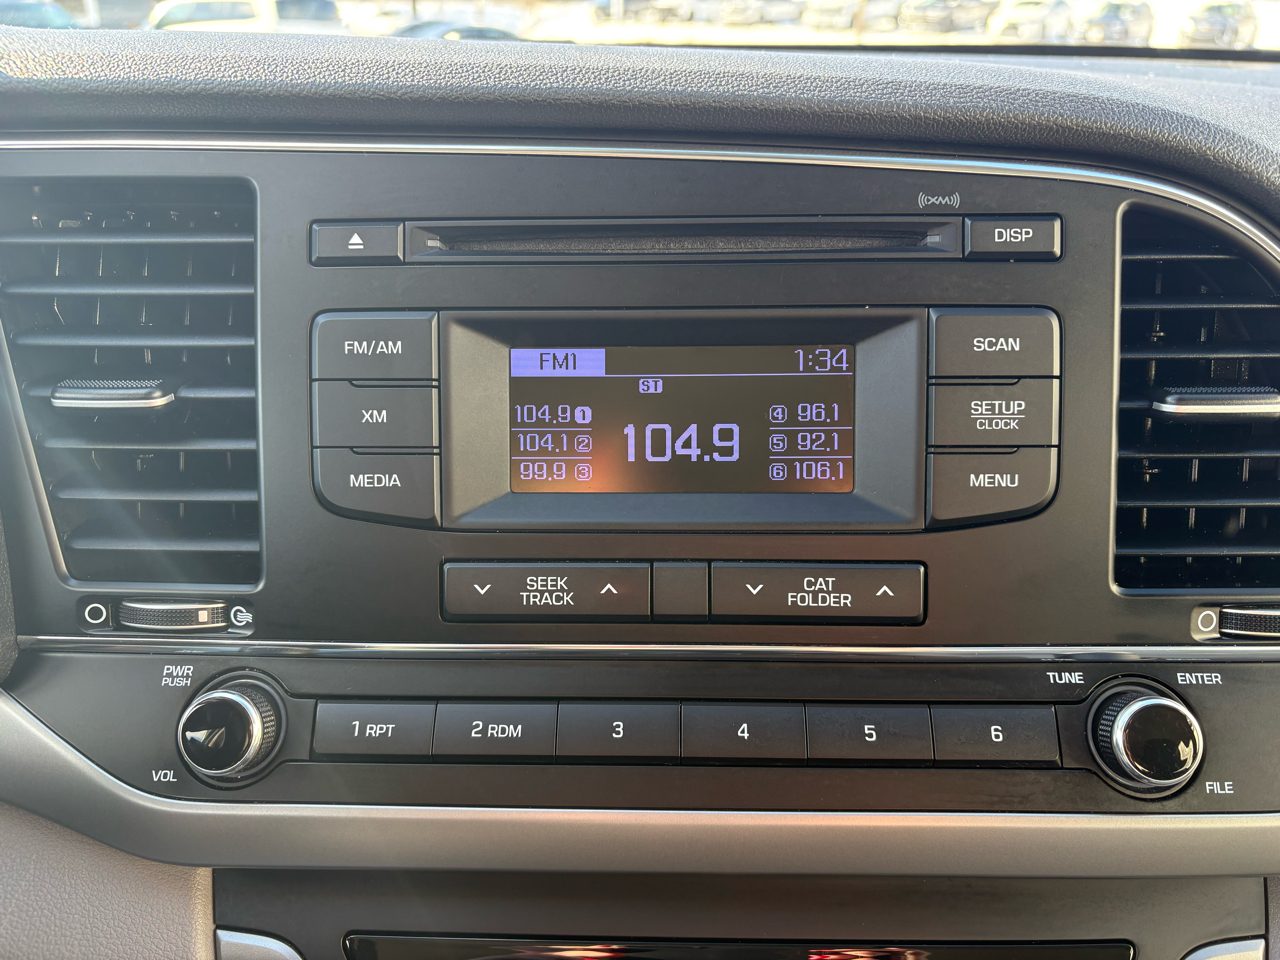 ((XM))
DISP
FM/AM
XM
MEDIA
FM1 1:34
ST
104.9 1
104.1 2
99.9 3
104.9
4 96.1
5 92.1
6 106.1
SCAN
SETUP
CLOCK
MENU
SEEK
TRACK
CAT
FOLDER
PWR
PUSH
VOL
1 RPT
2 RDM
3
4
5
6
TUNE
ENTER
FILE